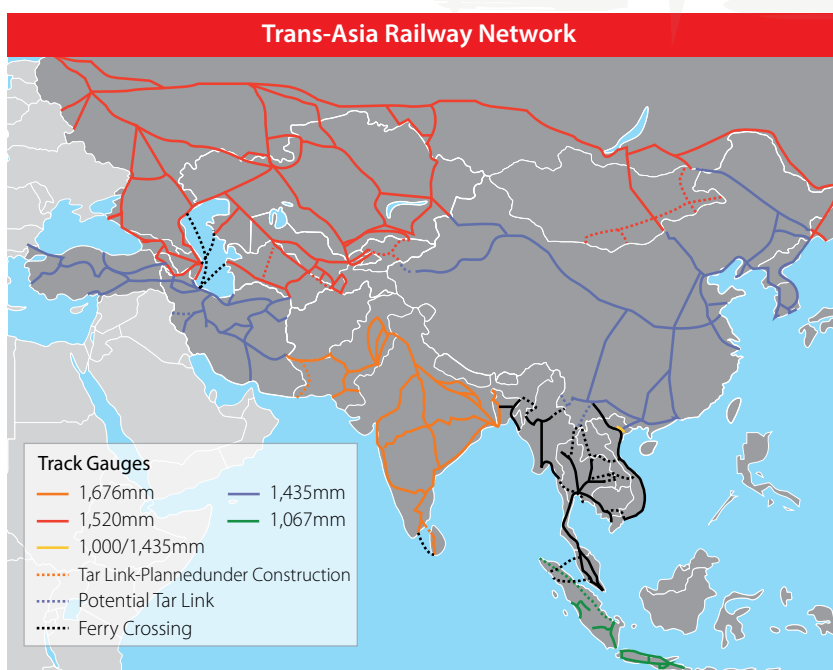 Trans-Asia Railway Network
Track Gauges
1,676mm
1,435mm
1,520mm
1,067mm
1,000/1,435mm
Tar Link-Plannedunder Construction
Potential Tar Link
Ferry Crossing